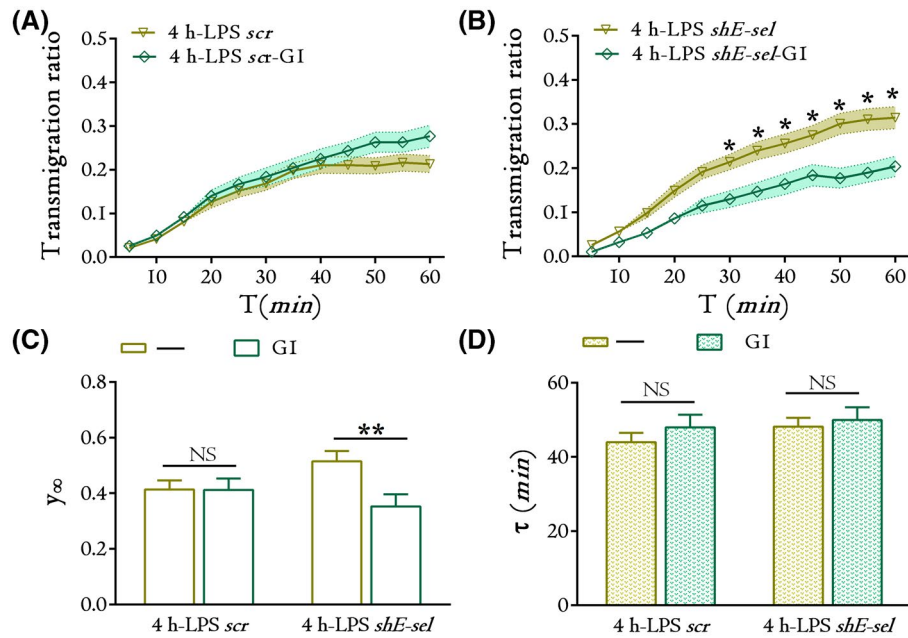 (A)
Transmigration ratio
0.5
0.4
0.3
0.2
0.1
0.0
4 h-LPS scr
4 h-LPS scr-GI
10 20 30 40 50 60
T(min)
(B)
Transmigration ratio
0.5
0.4
0.3
0.2
0.1
0.0
4 h-LPS shE-sel
4 h-LPS shE-sel-GI
* * * * * * *
10 20 30 40 50 60
T (min)
(C)
— GI
y∞
0.8
0.6
0.4
0.2
0.0
NS
**
4 h-LPS scr 4 h-LPS shE-sel
(D)
— GI
τ (min)
60
40
20
0
NS
NS
4 h-LPS scr 4 h-LPS shE-sel